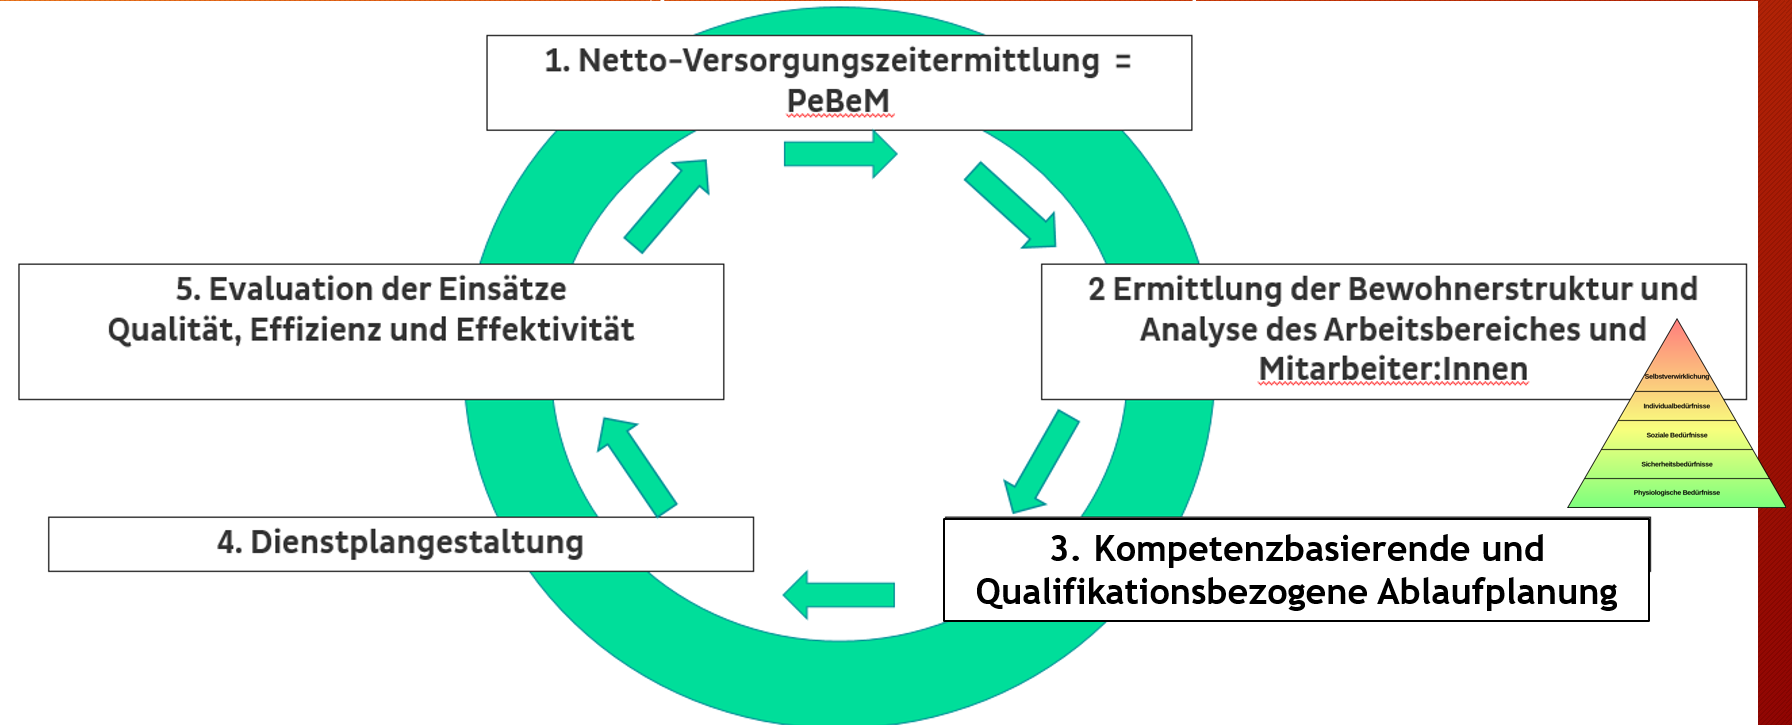 1. Netto-Versorgungszeitermittlung =
PeBeM
2 Ermittlung der Bewohnerstruktur und
Analyse des Arbeitsbereiches und
Mitarbeiter:Innen
Selbstverwirklichung
Individualbedürfnisse
Soziale Bedürfnisse
Sicherheitsbedürfnisse
Physiologische Bedürfnisse
3. Kompetenzbasierende und
Qualifikationsbezogene Ablaufplanung
4. Dienstplangestaltung
5. Evaluation der Einsätze
Qualität, Effizienz und Effektivität